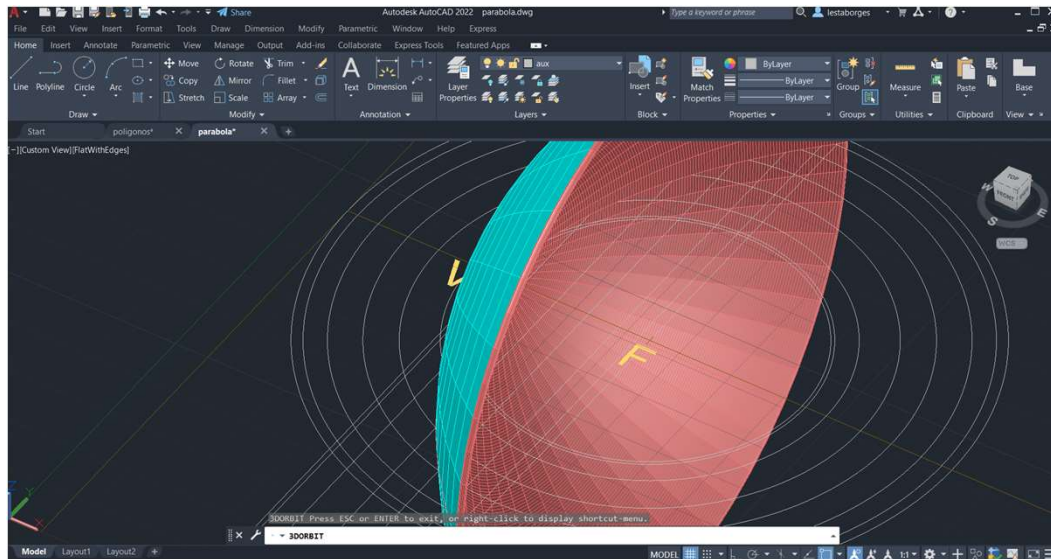 Share Autodesk AutoCAD 2022 parabola.dwg Type a keyword or phrase lestaborges
File Edit View Insert Format Tools Draw Dimension Modify Parametric Window Help Express
Home Insert Annotate Parametric View Manage Output Add-ins Collaborate Express Tools Featured Apps
Move Rotate Trim aux ByLayer
Line Polyline Circle Arc Copy Mirror Fillet Text Dimension Layer Properties Insert Match Properties ByLayer Group Measure Paste Base
Stretch Scale Array ByLayer
Draw Modify Annotation Layers Block Properties Groups Utilities Clipboard View
Start poligonos* parabola*
[-][Custom View][FlatWithEdges]
TOP
FRONT
W
E
S
WCS
V
F
Y
X
3DORBIT Press ESC or ENTER to exit, or right-click to display shortcut-menu.
3DORBIT
Model Layout1 Layout2 + MODEL 1:1